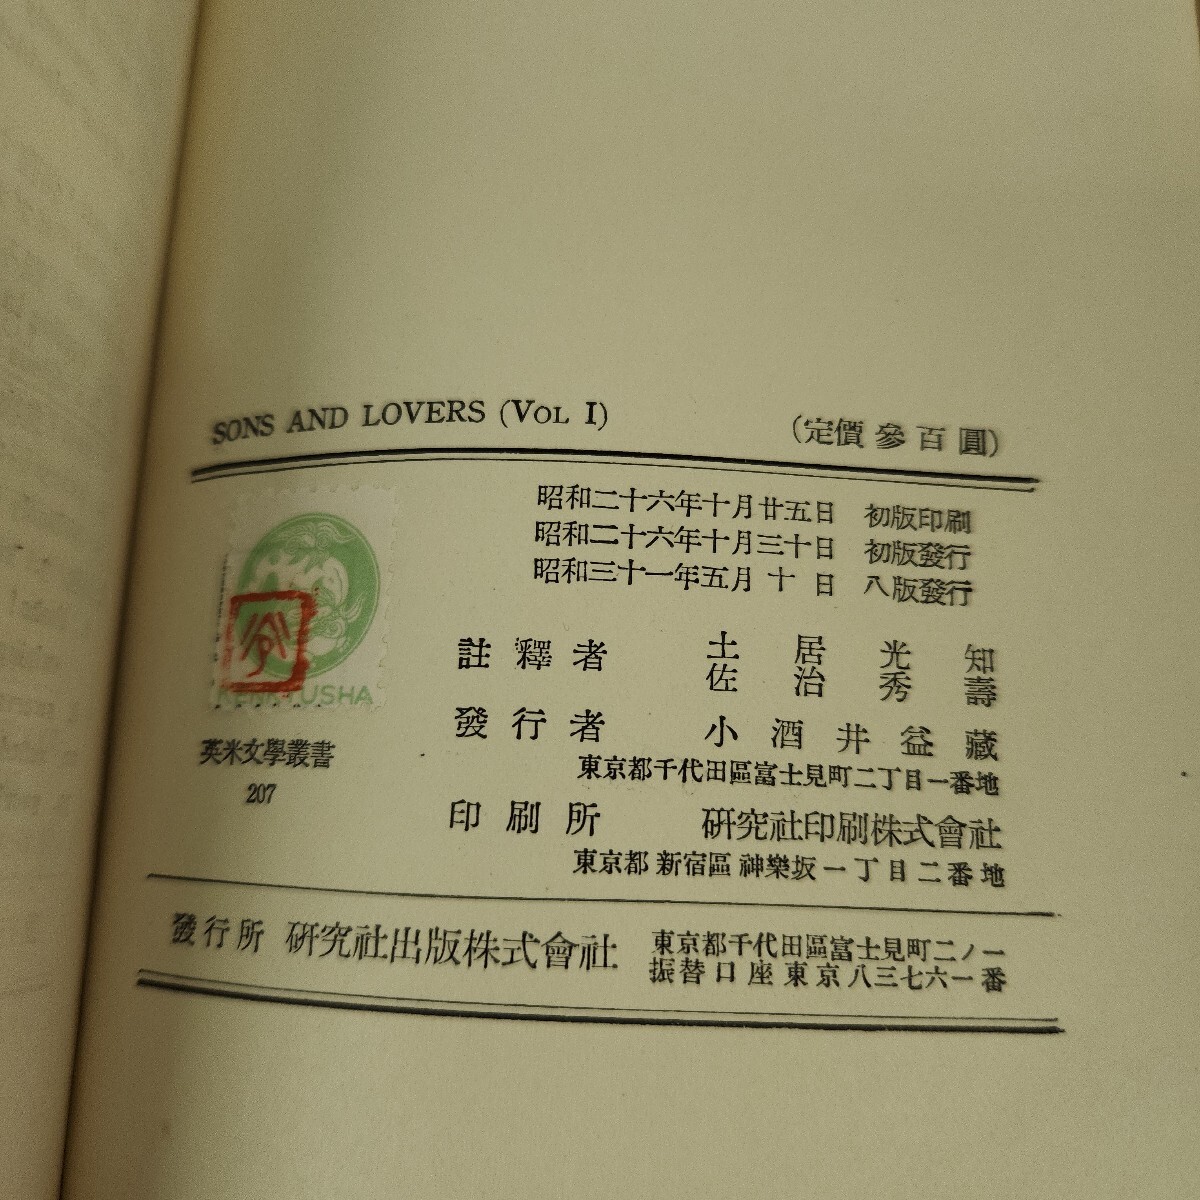 SONS AND LOVERS (VOL I)
(定價參百圓)
昭和二十六年十月廿五日 初版印刷
昭和二十六年十月三十日 初版發行
昭和三十一年五月十日 八版發行
註釋者 土居光知
佐治秀壽
發行者 小酒井益藏
東京都千代田區富士見町二丁目一番地
印刷所 研究社印刷株式會社
東京都新宿區神樂坂一丁目二番地
KENKYUSHA
英米文學叢書
207
發行所 研究社出版株式會社
東京都千代田區富士見町二ノ一
振替口座東京八三七六一番